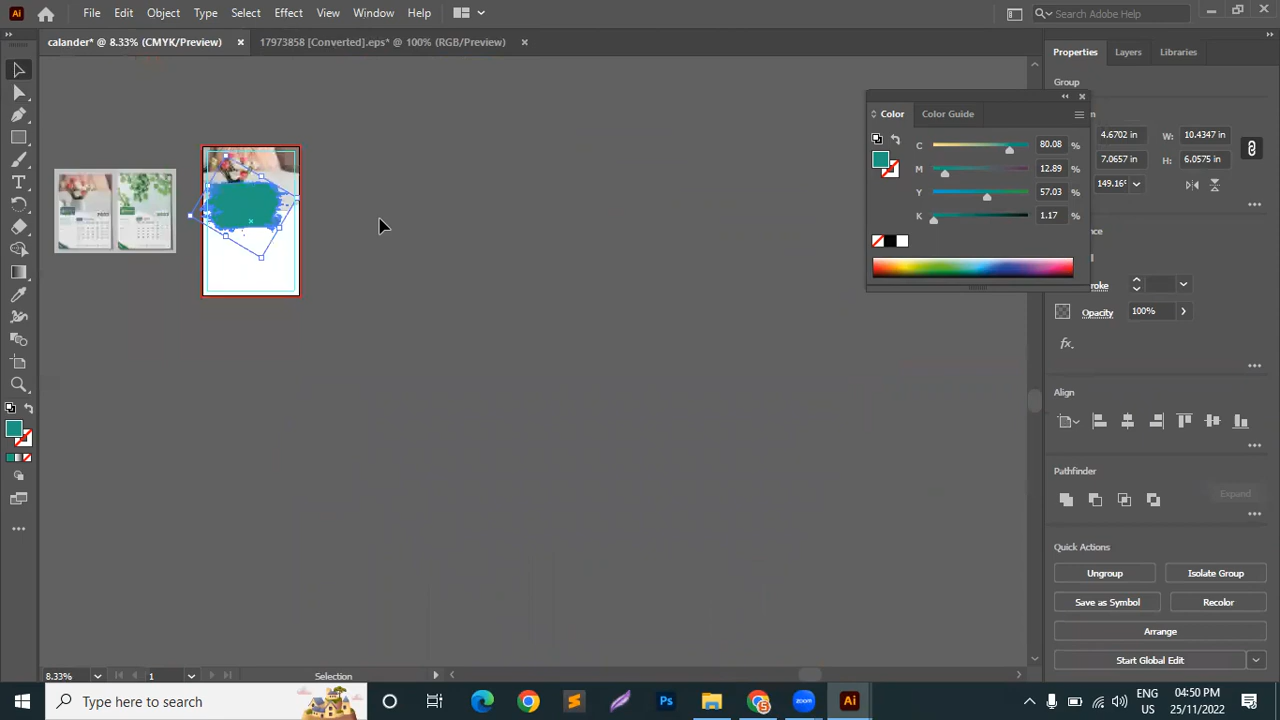 File Edit Object Type Select Effect View Window Help
Search Adobe Help
calander* @ 8.33% (CMYK/Preview)
17973858 [Converted].eps* @ 100% (RGB/Preview)
Properties Layers Libraries
Group
4.6702 in W: 10.4347 in
7.0657 in H: 6.0575 in
149.16°
Color Color Guide
C 80.08 %
M 12.89 %
Y 57.03 %
K 1.17 %
Opacity 100%
fx.
Align
Pathfinder
Expand
Quick Actions
Ungroup Isolate Group
Save as Symbol Recolor
Arrange
Start Global Edit
8.33% 1 Selection
Type here to search
Ps
Ai
ENG
US
04:50 PM
25/11/2022